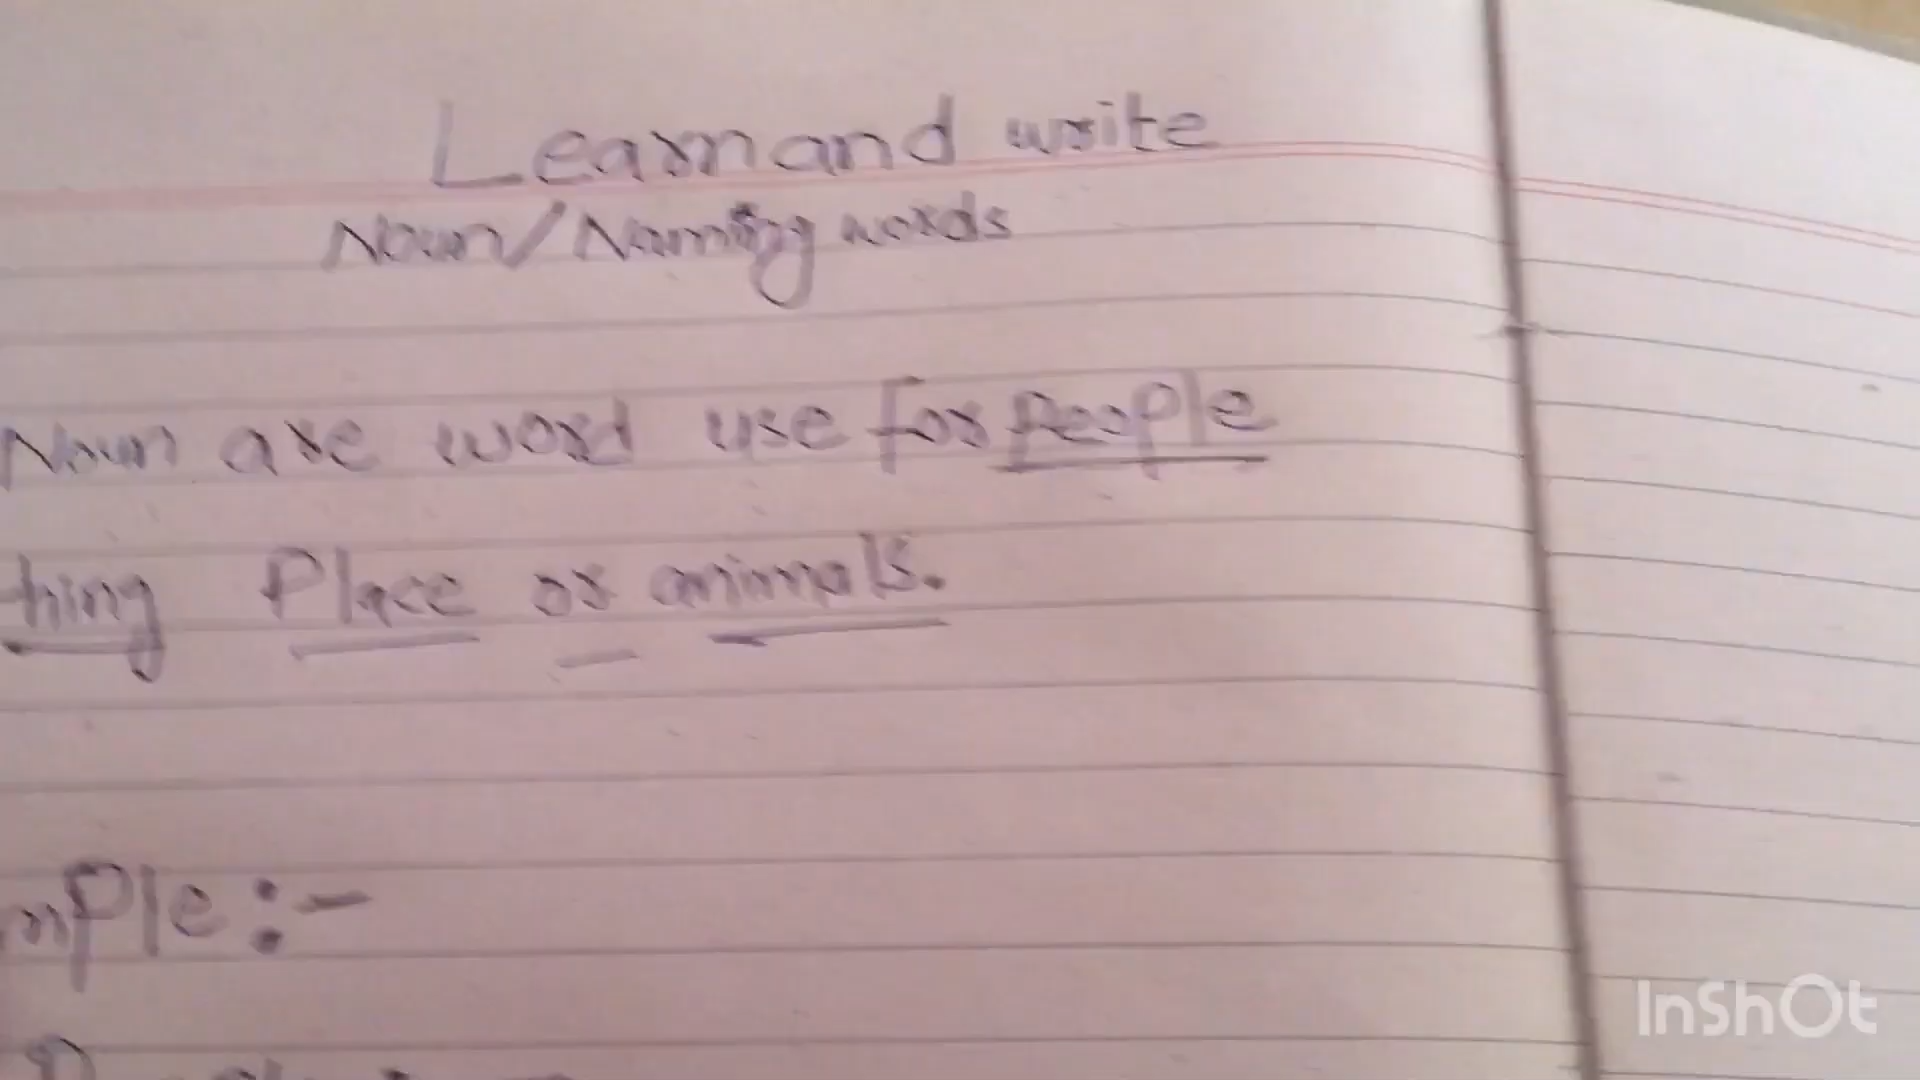 Learn and write
Noun/Naming words
Noun are word use for People
thing Place or animals.
mple:-
InShOt